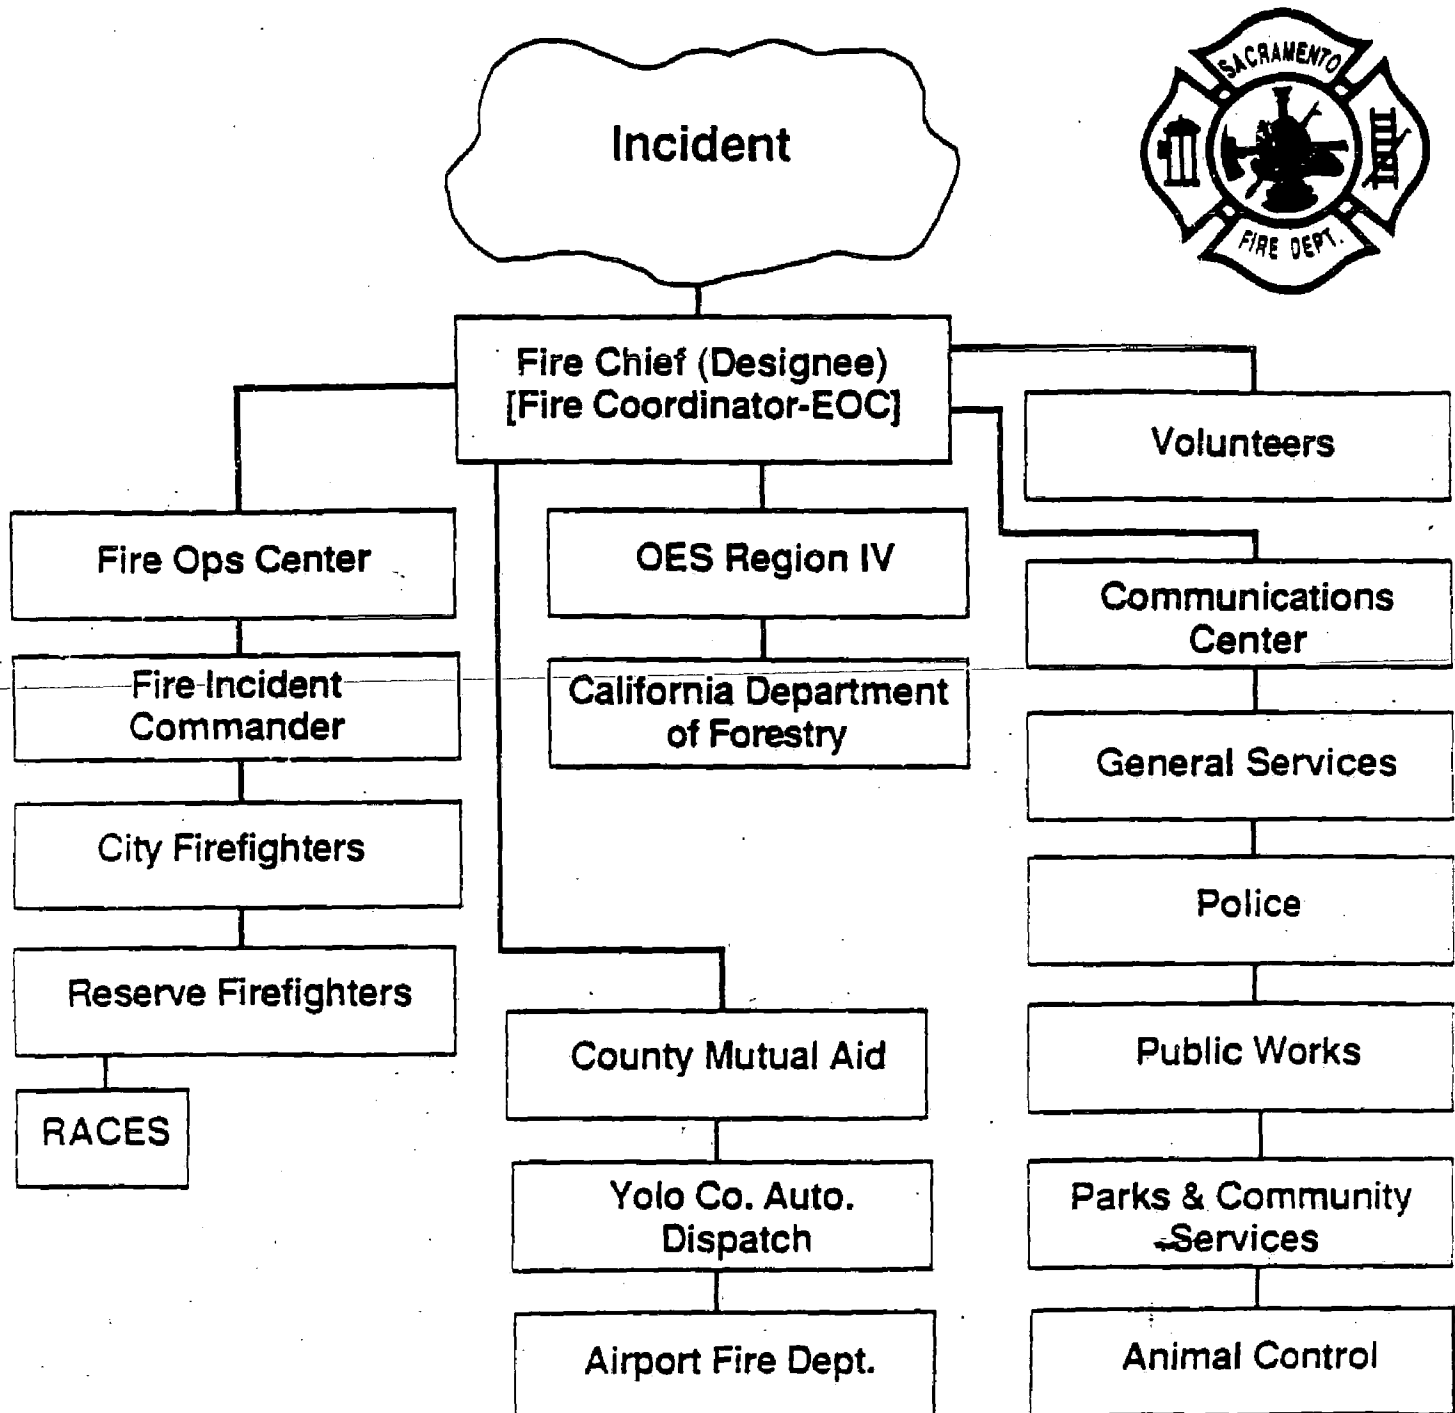 Incident
SACRAMENTO
FIRE DEPT.
Fire Chief (Designee)
[Fire Coordinator-EOC]
Volunteers
Fire Ops Center
OES Region IV
Communications
Center
Fire Incident
Commander
California Department
of Forestry
General Services
City Firefighters
Police
Reserve Firefighters
County Mutual Aid
Public Works
RACES
Yolo Co. Auto.
Dispatch
Parks & Community
Services
Airport Fire Dept.
Animal Control